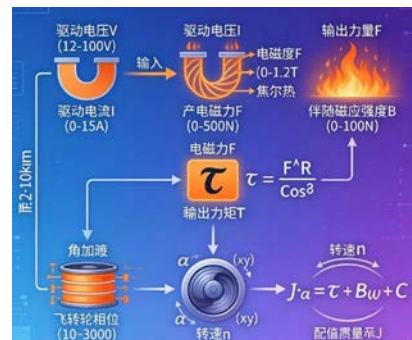 驱动电压V
(12-100V)
驱动电压I
输出力量F
输入
电磁度F
(0-1.2T
焦尔热
驱动电流I
(0-15A)
产电磁力F
(0-500N)
伴随磁应强度B
(0-100N)
电磁力F
τ
τ = F^R / Cos
输出力矩T
角加
飞转轮相位
(10-3000)
α
(xy)
α
(xy)
转速n
转速n
J·α = τ + Bω + C
配值质量系J